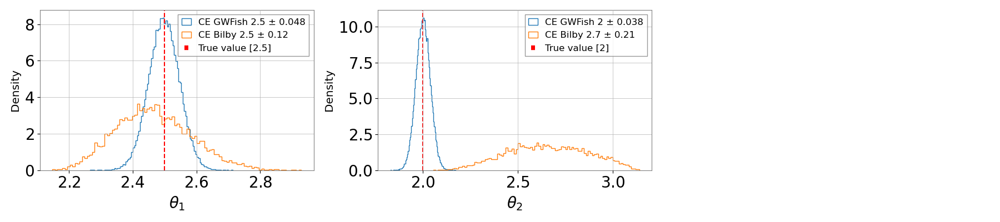 CE GWFish 2.5 ± 0.048
CE Bilby 2.5 ± 0.12
True value [2.5]
Density
8
6
4
2
0
2.2 2.4 2.6 2.8
θ₁
CE GWFish 2 ± 0.038
CE Bilby 2.7 ± 0.21
True value [2]
Density
10.0
7.5
5.0
2.5
0.0
2.0 2.5 3.0
θ₂